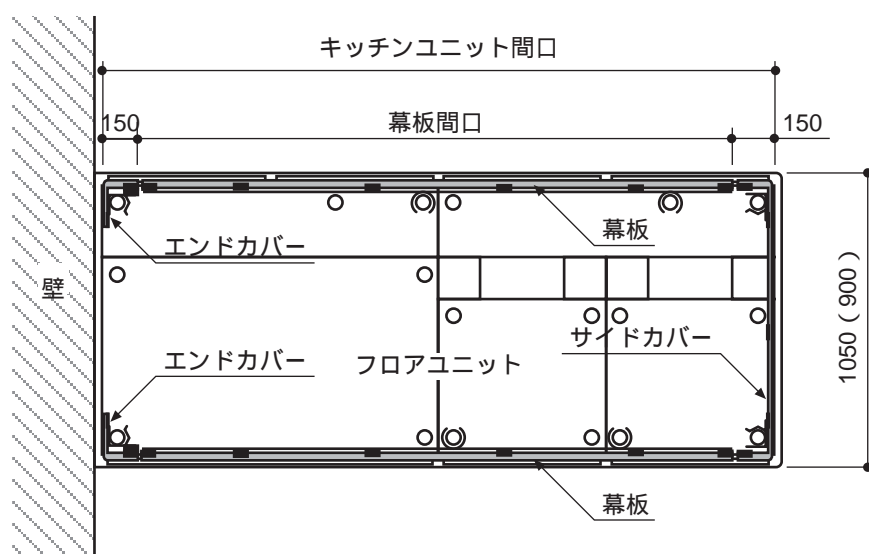 キッチンユニット間口
150
幕板間口
150
エンドカバー
幕板
壁
サイドカバー
エンドカバー
フロアユニット
1050（900）
幕板